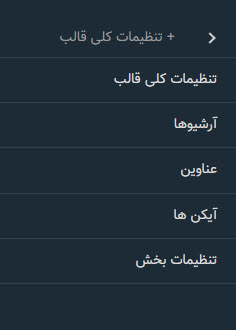 + تنظیمات کلی قالب
تنظیمات کلی قالب
آرشیوها
عناوین
آیکن ها
تنظیمات بخش